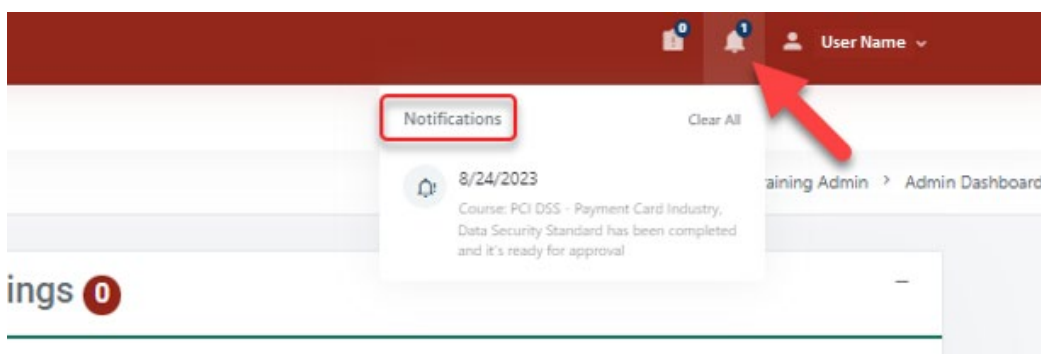 0
1
User Name
Notifications
Clear All
raining Admin > Admin Dashboard
8/24/2023
Course: PCI DSS - Payment Card Industry,
Data Security Standard has been completed
and it's ready for approval
ings 0